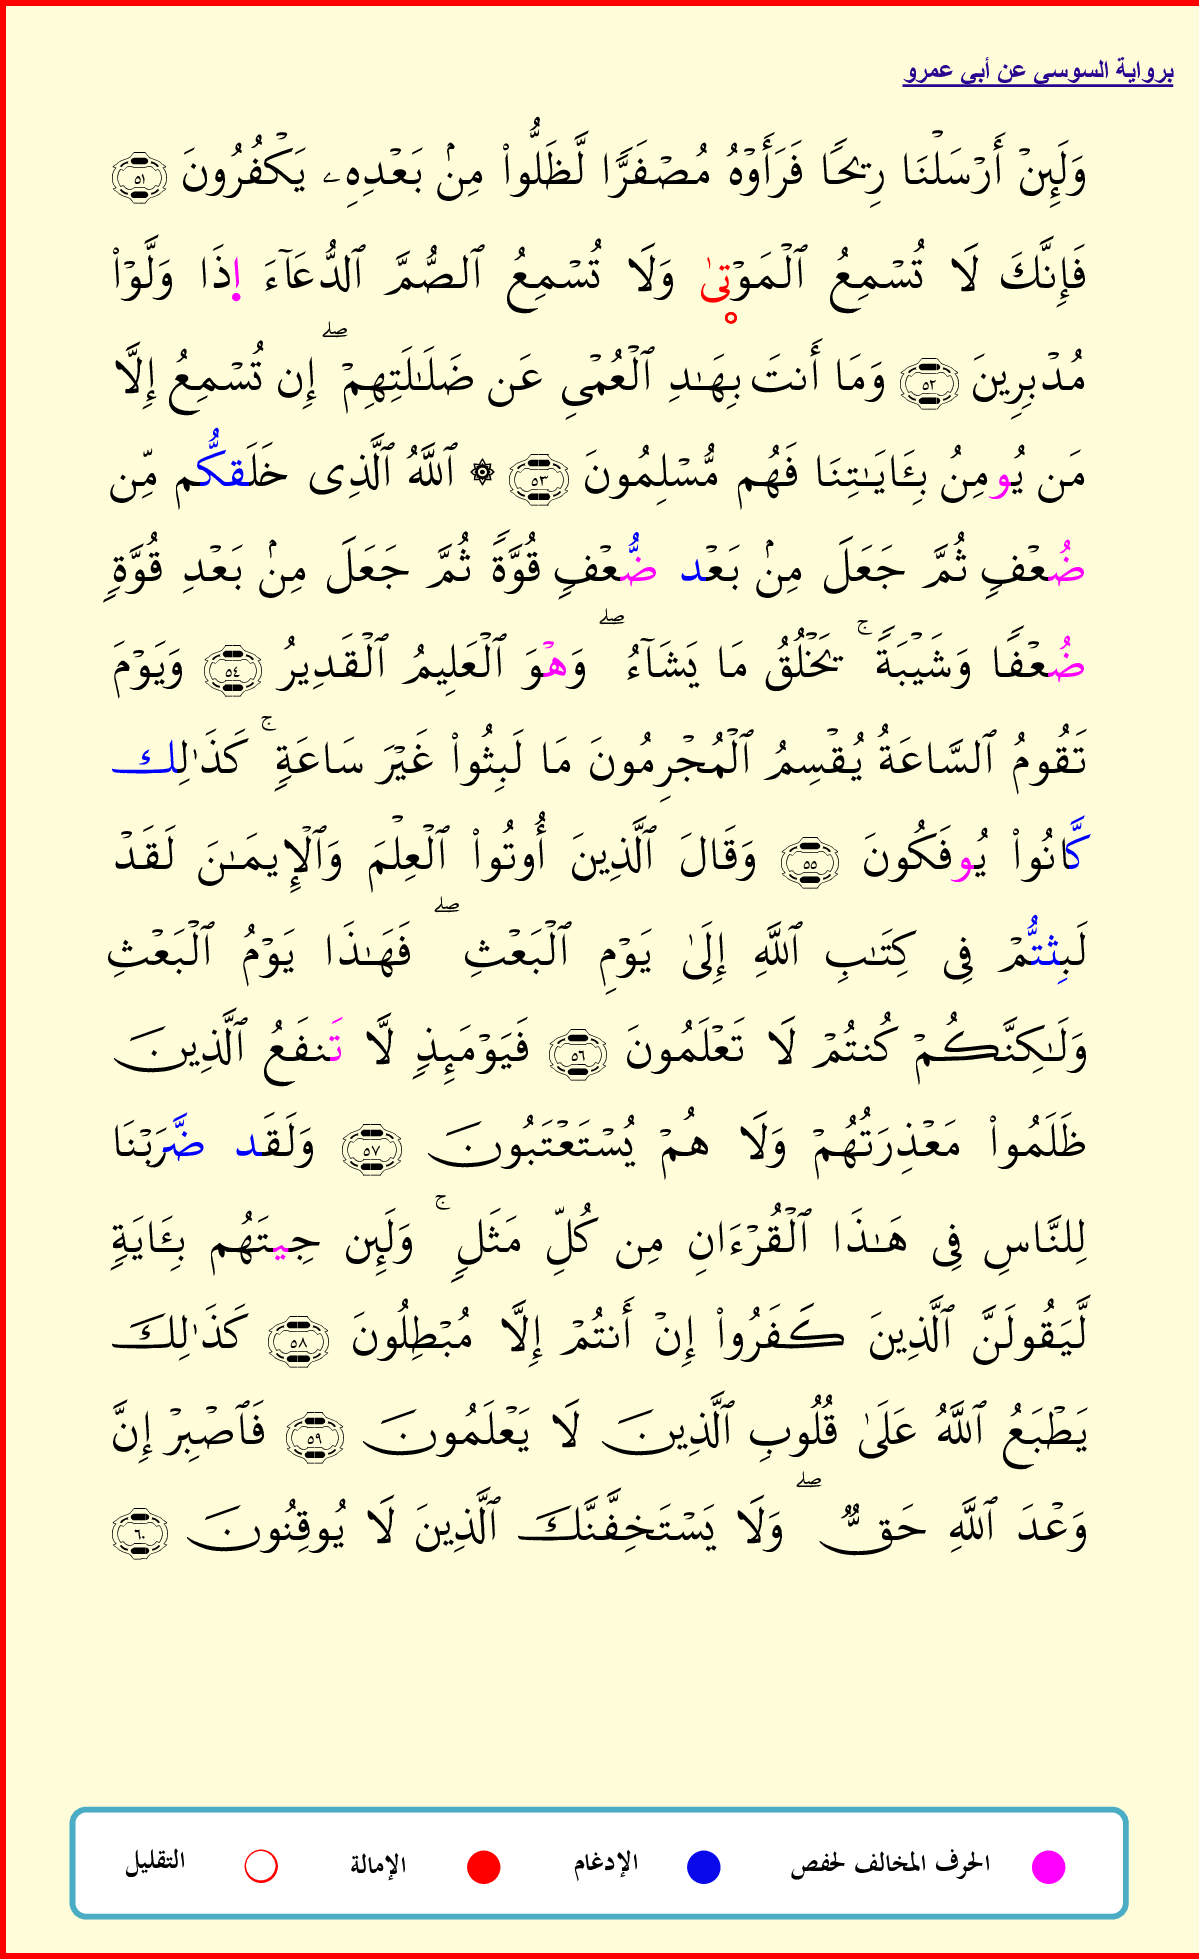 برواية السوسي عن أبي عمرو
وَلَئِنْ أَرْسَلْنَا رِيحًا فَرَأَوْهُ مُصْفَرًّا لَّظَلُّوا۟ مِنۢ بَعْدِهِۦ يَكْفُرُونَ ٥١
فَإِنَّكَ لَا تُسْمِعُ ٱلْمَوْتىٰ وَلَا تُسْمِعُ ٱلصُّمَّ ٱلدُّعَآءَ ا۪ذَا وَلَّوْا۟
مُدْبِرِينَ ٥٢ وَمَا أَنتَ بِهَـٰدِ ٱلْعُمْىِ عَن ضَلَـٰلَتِهِمْ ۖ إِن تُسْمِعُ إِلَّا
مَن يُومِنُ بِـَٔايَـٰتِنَا فَهُم مُّسْلِمُونَ ٥٣ ۞ ٱللَّهُ ٱلَّذِى خَلَقكُّم مِّن
ضُعْفٍ ثُمَّ جَعَلَ مِنۢ بَعْد ضُّعْفٍ قُوَّةً ثُمَّ جَعَلَ مِنۢ بَعْدِ قُوَّةٍ
ضُعْفًا وَشَيْبَةً ۚ يَخْلُقُ مَا يَشَآءُ ۖ وَهْوَ ٱلْعَلِيمُ ٱلْقَدِيرُ ٥٤ وَيَوْمَ
تَقُومُ ٱلسَّاعَةُ يُقْسِمُ ٱلْمُجْرِمُونَ مَا لَبِثُوا۟ غَيْرَ سَاعَةٍ ۚ كَذَٰلِك
كَّانُوا۟ يُوفَكُونَ ٥٥ وَقَالَ ٱلَّذِينَ أُوتُوا۟ ٱلْعِلْمَ وَٱلْإِيمَـٰنَ لَقَدْ
لَبِثتُّمْ فِى كِتَـٰبِ ٱللَّهِ إِلَىٰ يَوْمِ ٱلْبَعْثِ ۖ فَهَـٰذَا يَوْمُ ٱلْبَعْثِ
وَلَـٰكِنَّكُمْ كُنتُمْ لَا تَعْلَمُونَ ٥٦ فَيَوْمَئِذٍ لَّا تَنفَعُ ٱلَّذِينَ
ظَلَمُوا۟ مَعْذِرَتُهُمْ وَلَا هُمْ يُسْتَعْتَبُونَ ٥٧ وَلَقَد ضَّرَبْنَا
لِلنَّاسِ فِى هَـٰذَا ٱلْقُرْءَانِ مِن كُلِّ مَثَلٍ ۚ وَلَئِن جِيتَهُم بِـَٔايَةٍ
لَّيَقُولَنَّ ٱلَّذِينَ كَفَرُوا۟ إِنْ أَنتُمْ إِلَّا مُبْطِلُونَ ٥٨ كَذَٰلِكَ
يَطْبَعُ ٱللَّهُ عَلَىٰ قُلُوبِ ٱلَّذِينَ لَا يَعْلَمُونَ ٥٩ فَٱصْبِرْ إِنَّ
وَعْدَ ٱللَّهِ حَقٌّ ۖ وَلَا يَسْتَخِفَّنَّكَ ٱلَّذِينَ لَا يُوقِنُونَ ٦٠
الحرف المخالف لحفص الإدغام الإمالة التقليل